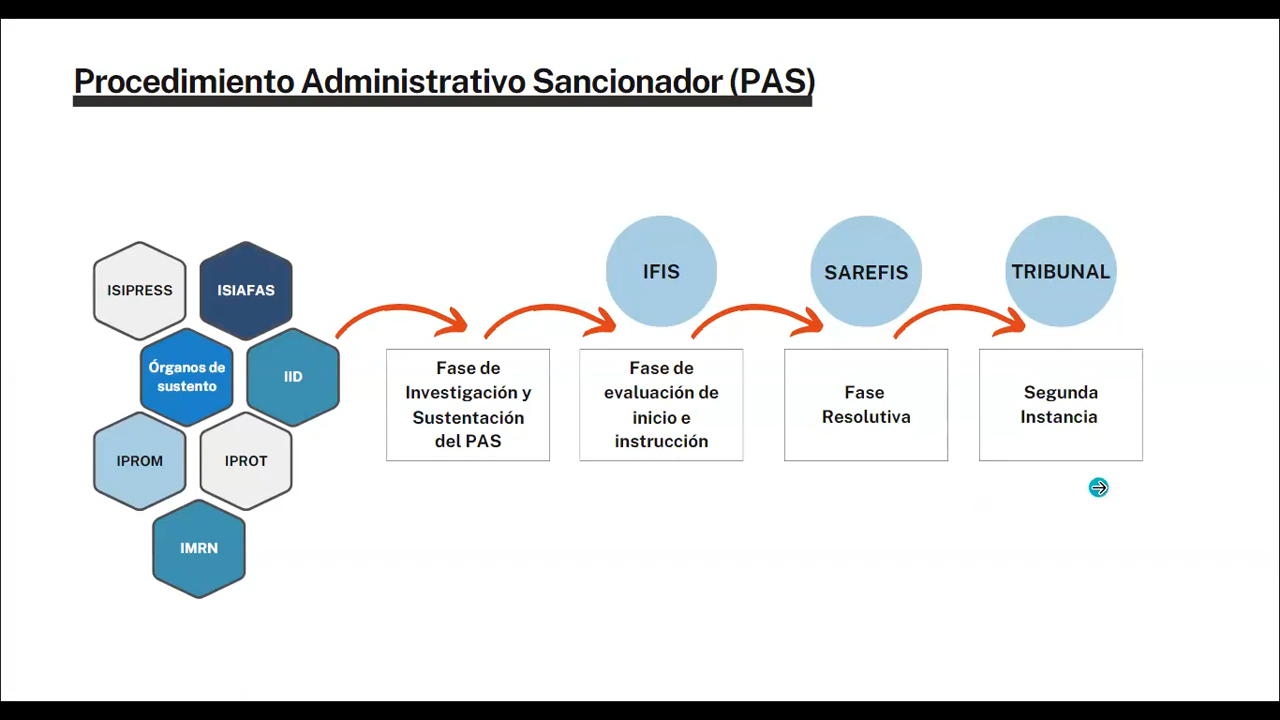 Procedimiento Administrativo Sancionador (PAS)
ISIPRESS
ISIAFAS
Órganos de
sustento
IID
IPROM
IPROT
IMRN
Fase de
Investigación y
Sustentación
del PAS
IFIS
Fase de
evaluación de
inicio e
instrucción
SAREFIS
Fase
Resolutiva
TRIBUNAL
Segunda
Instancia